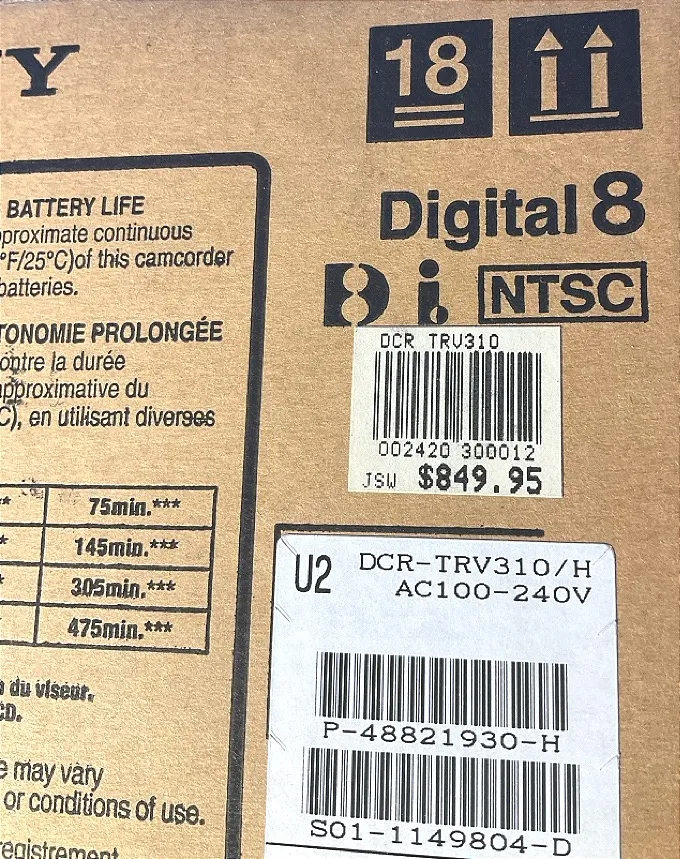 Y
18
Digital 8
i
NTSC
BATTERY LIFE
proximate continuous
°F/25°C)of this camcorder
batteries.
TONOMIE PROLONGÉE
ontre la durée
approximative du
C), en utilisant diverses
** 75min.***
* 145min.***
* 305min.***
475min.***
du viseur.
CD.
e may vary
or conditions of use.
registrement
DCR TRV310
002420 300012
JSW $849.95
U2 DCR-TRV310/H
AC100-240V
P-48821930-H
S01-1149804-D